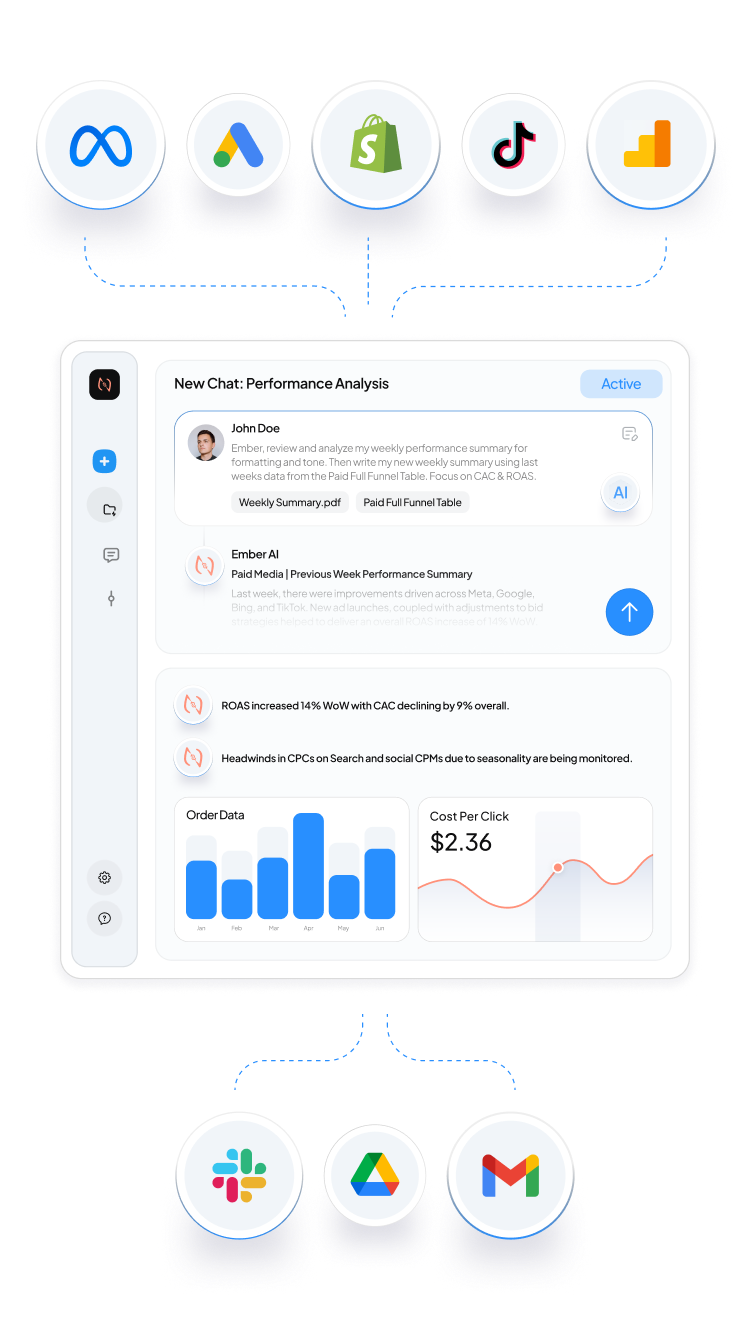 New Chat: Performance Analysis
Active
John Doe
Ember, review and analyze my weekly performance summary for
formatting and tone. Then write my new weekly summary using last
weeks data from the Paid Full Funnel Table. Focus on CAC & ROAS.
AI
Weekly Summary.pdf
Paid Full Funnel Table
Ember AI
Paid Media | Previous Week Performance Summary
Last week, there were improvements driven across Meta, Google,
Bing, and TikTok. New ad launches, coupled with adjustments to bid
strategies helped to deliver an overall ROAS increase of 14% WoW
ROAS increased 14% WoW with CAC declining by 9% overall.
Headwinds in CPCs on Search and social CPMs due to seasonality are being monitored.
Order Data
Jan Feb Mar Apr May Jun
Cost Per Click
$2.36